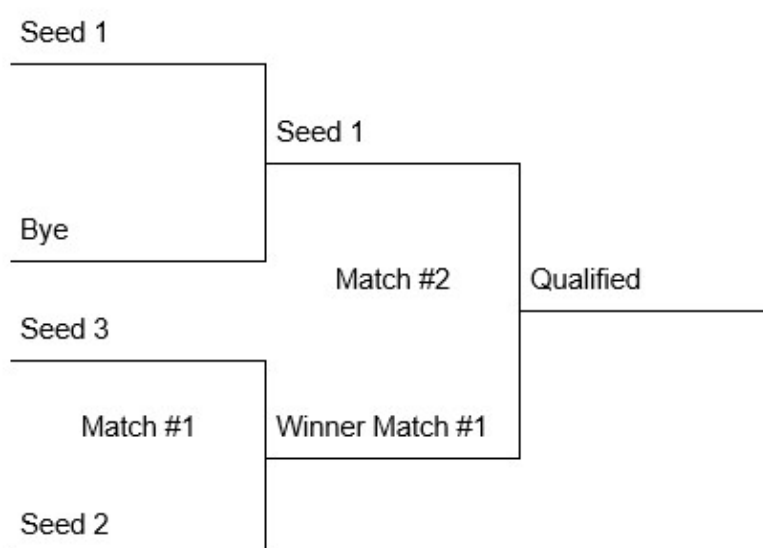 Seed 1
Seed 1
Bye
Match #2
Qualified
Seed 3
Match #1
Winner Match #1
Seed 2